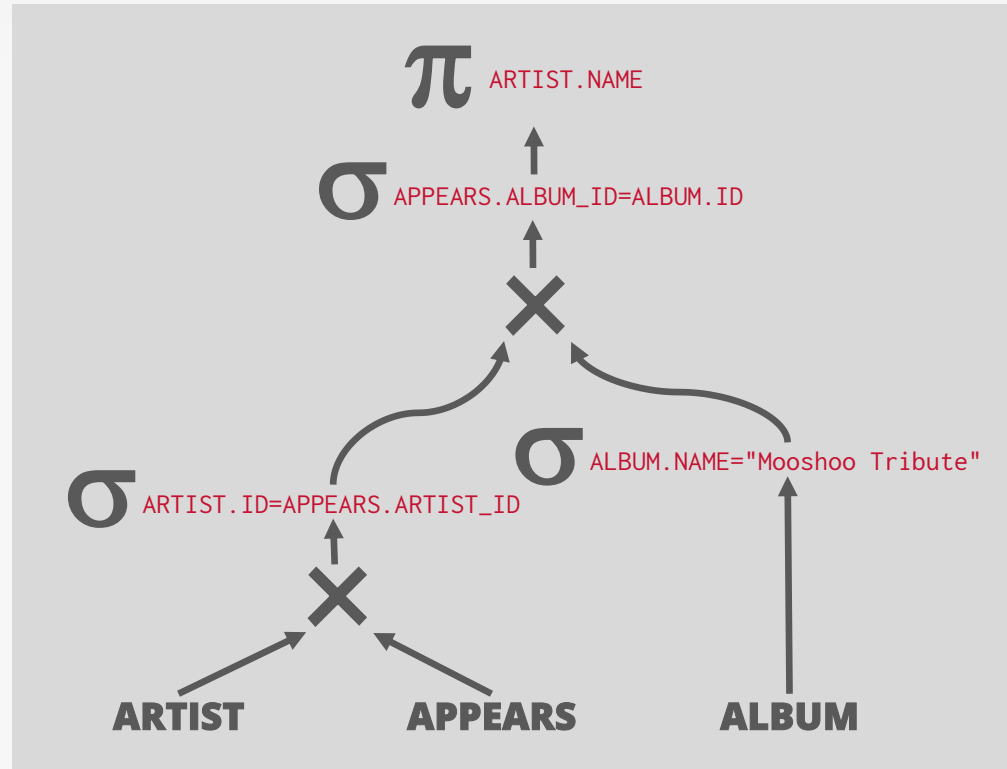 π ARTIST.NAME
σ APPEARS.ALBUM_ID=ALBUM.ID
×
σ ALBUM.NAME="Mooshoo Tribute"
σ ARTIST.ID=APPEARS.ARTIST_ID
×
ARTIST APPEARS ALBUM